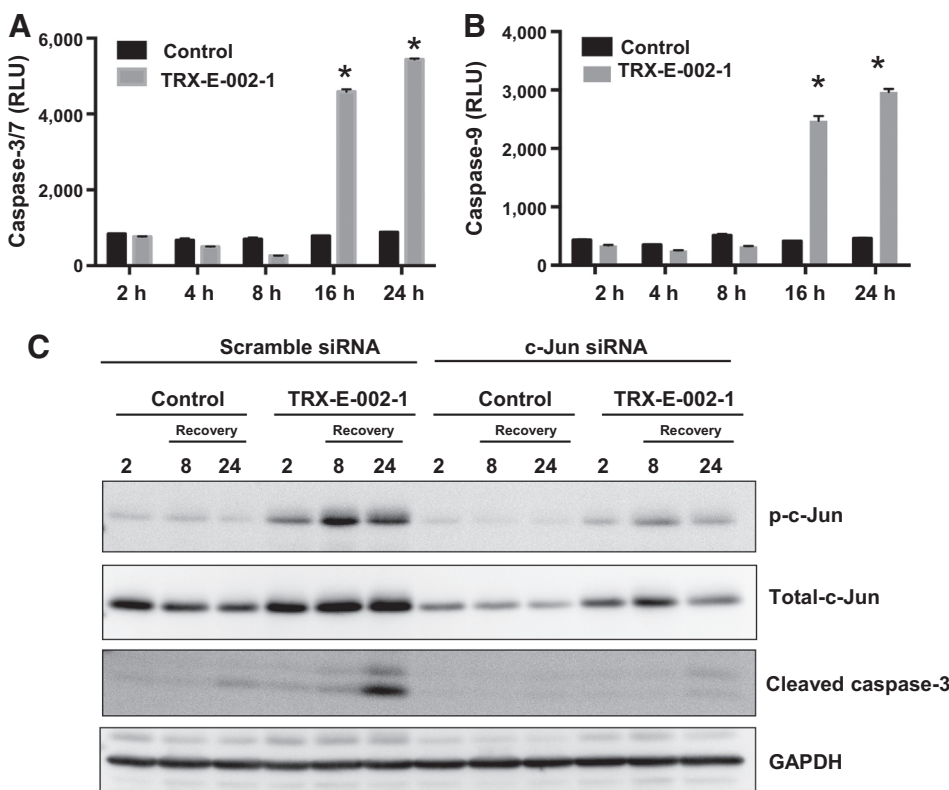 A
Caspase-3/7 (RLU)
6,000
4,000
2,000
0
Control
TRX-E-002-1
*
*
2 h 4 h 8 h 16 h 24 h
B
Caspase-9 (RLU)
4,000
3,000
2,000
1,000
0
Control
TRX-E-002-1
*
*
2 h 4 h 8 h 16 h 24 h
C
Scramble siRNA c-Jun siRNA
Control TRX-E-002-1 Control TRX-E-002-1
Recovery Recovery Recovery Recovery
2 8 24 2 8 24 2 8 24 2 8 24
p-c-Jun
Total-c-Jun
Cleaved caspase-3
GAPDH